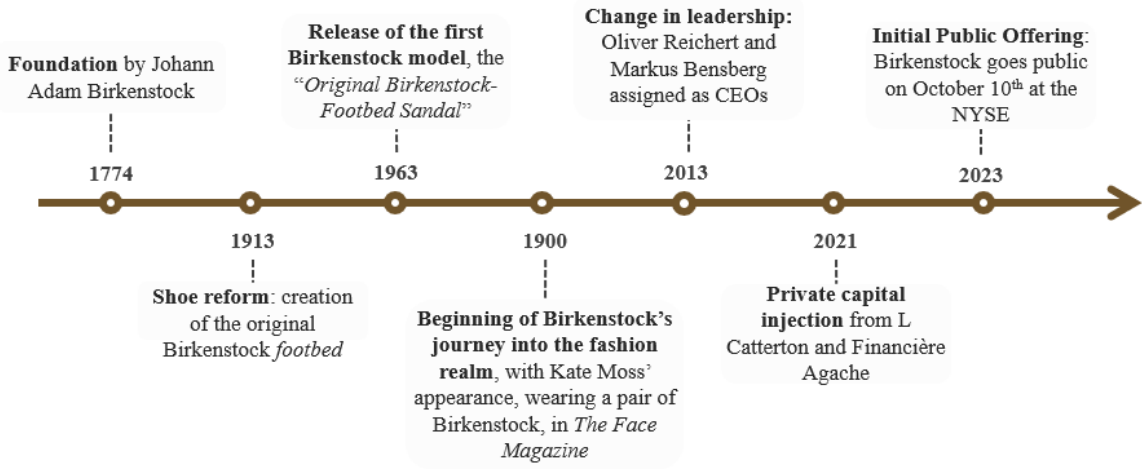 Foundation by Johann
Adam Birkenstock
1774
1913
Shoe reform: creation
of the original
Birkenstock footbed
Release of the first
Birkenstock model, the
“Original Birkenstock-
Footbed Sandal”
1963
1900
Beginning of Birkenstock’s
journey into the fashion
realm, with Kate Moss’
appearance, wearing a pair of
Birkenstock, in The Face
Magazine
Change in leadership:
Oliver Reichert and
Markus Bensberg
assigned as CEOs
2013
2021
Private capital
injection from L
Catterton and Financière
Agache
Initial Public Offering:
Birkenstock goes public
on October 10th at the
NYSE
2023